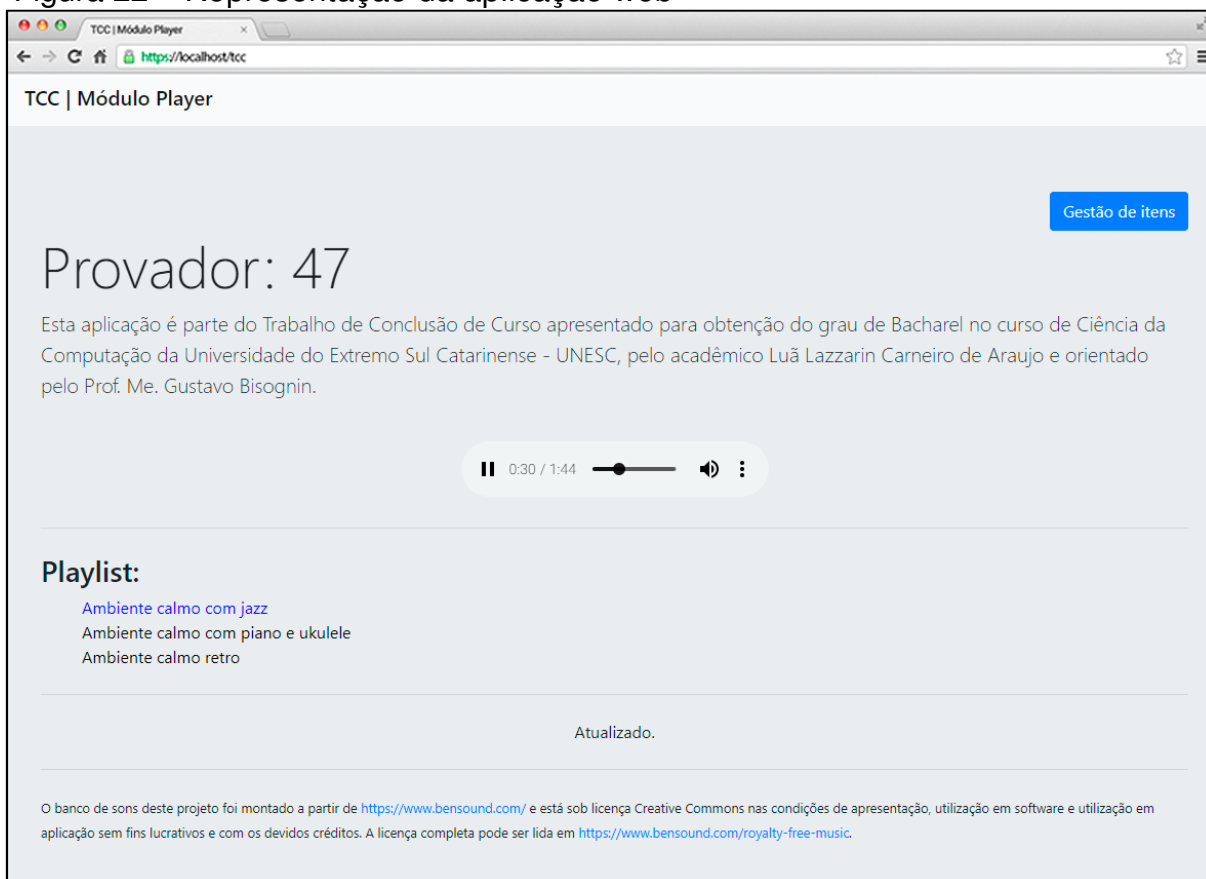 Figura 22 – Representação da aplicação web
TCC | Módulo Player
https://localhost/tcc
TCC | Módulo Player
Gestão de itens
Provador: 47
Esta aplicação é parte do Trabalho de Conclusão de Curso apresentado para obtenção do grau de Bacharel no curso de Ciência da
Computação da Universidade do Extremo Sul Catarinense - UNESC, pelo acadêmico Luã Lazzarin Carneiro de Araujo e orientado
pelo Prof. Me. Gustavo Bisognin.
0:30 / 1:44
Playlist:
Ambiente calmo com jazz
Ambiente calmo com piano e ukulele
Ambiente calmo retro
Atualizado.
O banco de sons deste projeto foi montado a partir de https://www.bensound.com/ e está sob licença Creative Commons nas condições de apresentação, utilização em software e utilização em
aplicação sem fins lucrativos e com os devidos créditos. A licença completa pode ser lida em https://www.bensound.com/royalty-free-music.